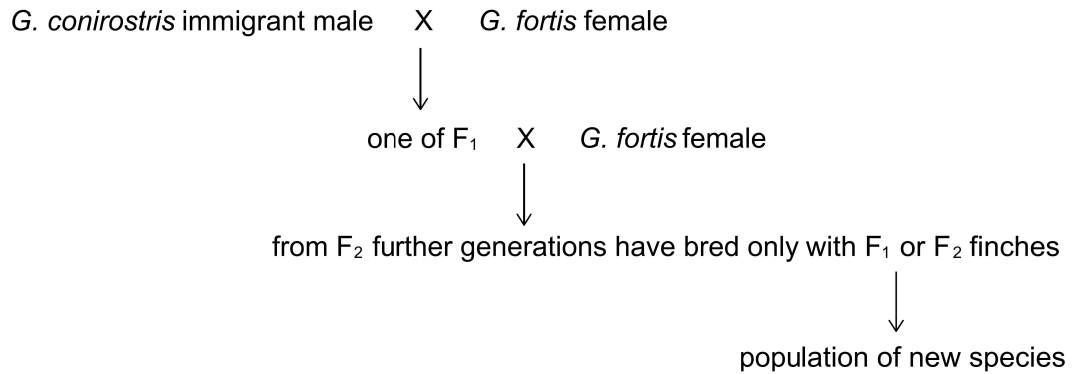 G. conirostris immigrant male X G. fortis female
one of F₁ X G. fortis female
from F₂ further generations have bred only with F₁ or F₂ finches
population of new species